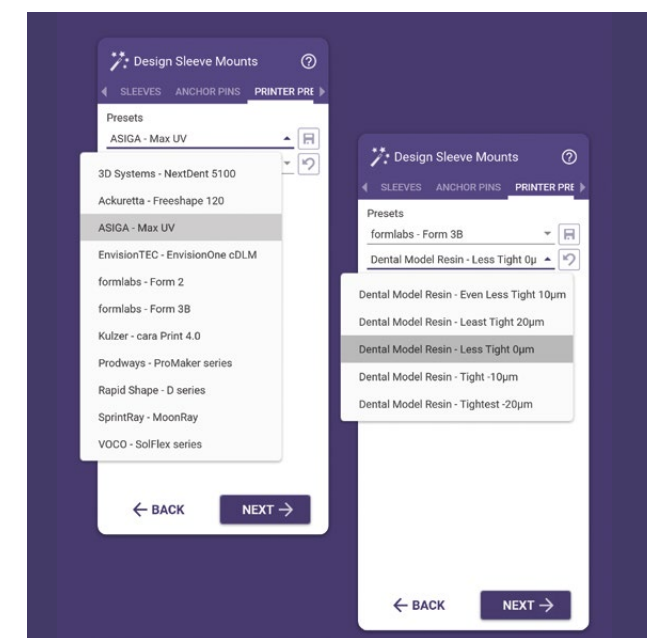 Design Sleeve Mounts
SLEEVES ANCHOR PINS PRINTER PRE
Presets
ASIGA - Max UV
3D Systems - NextDent 5100
Ackuretta - Freeshape 120
ASIGA - Max UV
EnvisionTEC - EnvisionOne cDLM
formlabs - Form 2
formlabs - Form 3B
Kulzer - cara Print 4.0
Prodways - ProMaker series
Rapid Shape - D series
SprintRay - MoonRay
VOCO - SolFlex series
BACK NEXT
Design Sleeve Mounts
SLEEVES ANCHOR PINS PRINTER PRE
Presets
formlabs - Form 3B
Dental Model Resin - Less Tight 0μ
Dental Model Resin - Even Less Tight 10μm
Dental Model Resin - Least Tight 20μm
Dental Model Resin - Less Tight 0μm
Dental Model Resin - Tight -10μm
Dental Model Resin - Tightest -20μm
BACK NEXT